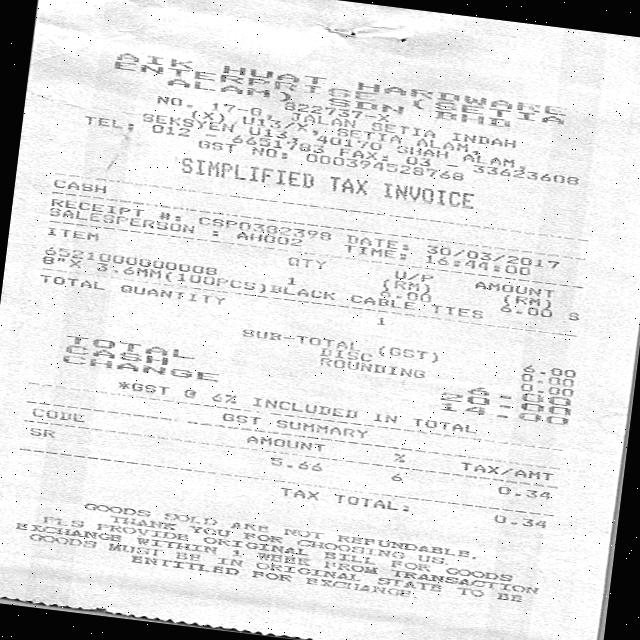 AIK HUAT HARDWARE
ENTERPRISE (SETIA
ALAM) SDN BHD
NO. 17-G, 822737-X
(X) U13/X, JALAN SETIA INDAH
SEKSYEN U13, SETIA ALAM,
40170 SHAH ALAM,
TEL: 012 - 6651783 FAX: 03 - 33623608
GST NO: 000394528768
SIMPLIFIED TAX INVOICE
CASH
RECEIPT #: CSP0382398 DATE: 30/03/2017
SALESPERSON : AH002 TIME: 16:44:00
ITEM QTY U/P AMOUNT
(RM) (RM)
6521000800008 1 6.00 6.00 S
8"X 3.6MM(100PCS)BLACK CABLE TIES
TOTAL QUANTITY 1
SUB-TOTAL (GST) 6.00
DISC 0.00
ROUNDING 0.00
TOTAL 6.00
CASH 20.00
CHANGE 14.00
*GST @ 6% INCLUDED IN TOTAL
GST SUMMARY
CODE AMOUNT % TAX/AMT
SR 5.66 6 0.34
TAX TOTAL: 0.34
GOODS SOLD ARE NOT REFUNDABLE,
THANK YOU FOR CHOOSING US.
PLS PROVIDE ORIGINAL BILL FOR GOODS
EXCHANGE WITHIN 1 WEEK FROM TRANSACTION
GOODS MUST BE IN ORIGINAL STATE TO BE
ENTITLED FOR EXCHANGE.